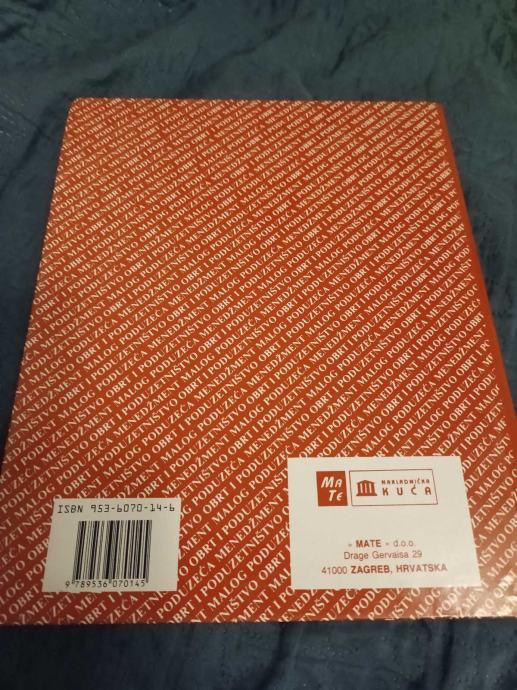 OBRT I PODUZETNIŠTVO
MENEDŽMENT MALOG PODUZEĆA
ISBN 953-6070-14-6
9 789536 070145
MA
TE
NAKLADNIČKA
KUĆA
» MATE « d.o.o.
Drage Gervaisa 29
41000 ZAGREB, HRVATSKA